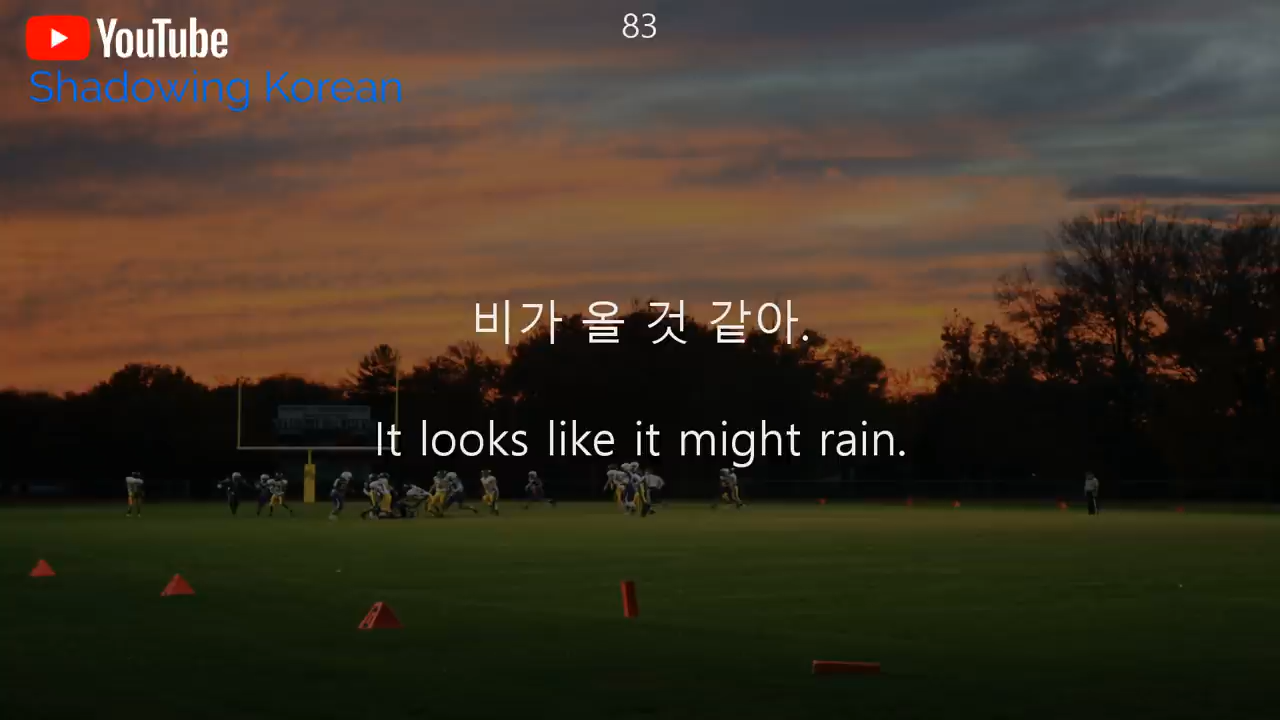 83
YouTube
Shadowing Korean
비가 올 것 같아.
It looks like it might rain.